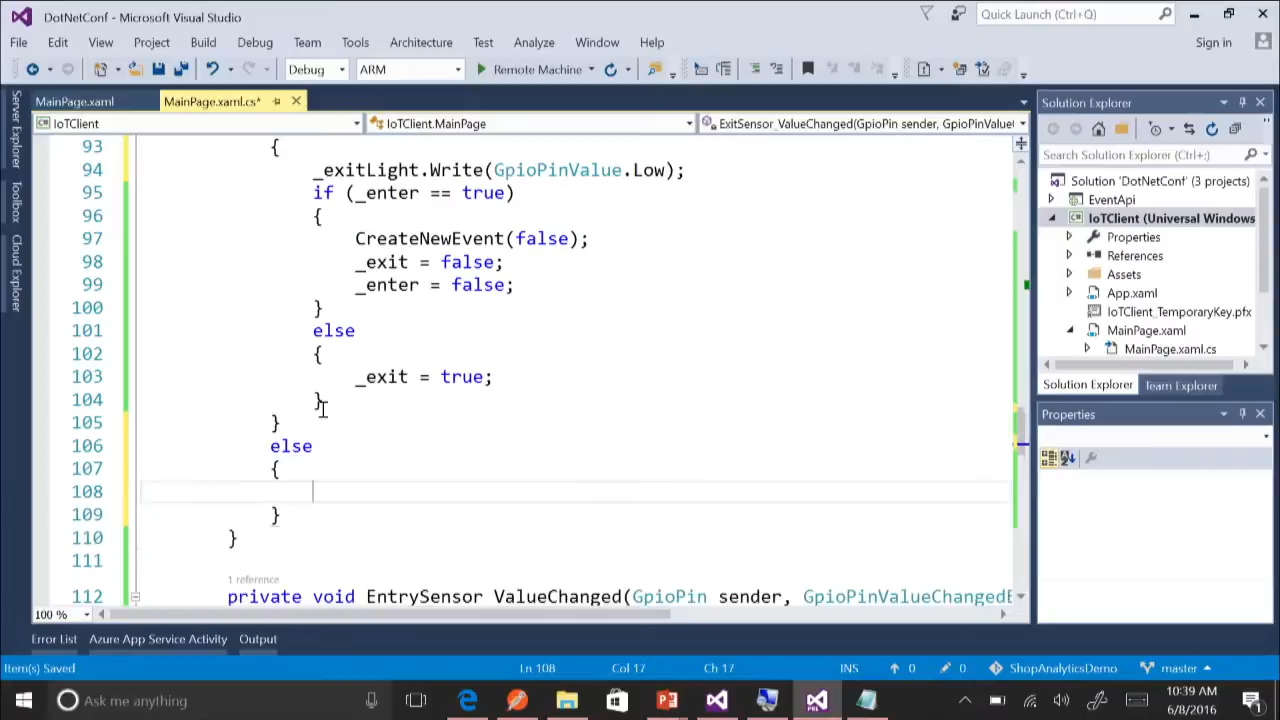 DotNetConf - Microsoft Visual Studio
Quick Launch (Ctrl+Q)
File Edit View Project Build Debug Team Tools Architecture Test Analyze Window Help Sign in
Debug ARM Remote Machine
MainPage.xaml MainPage.xaml.cs*
IoTClient IoTClient.MainPage ExitSensor_ValueChanged(GpioPin sender, GpioPinValue
Server Explorer
Toolbox
Cloud Explorer
93 {
94 _exitLight.Write(GpioPinValue.Low);
95 if (_enter == true)
96 {
97 CreateNewEvent(false);
98 _exit = false;
99 _enter = false;
100 }
101 else
102 {
103 _exit = true;
104 }
105 }
106 else
107 {
108
109 }
110 }
111
1 reference
112 private void EntrySensor_ValueChanged(GpioPin sender, GpioPinValueChangedE
100 %
Solution Explorer
Search Solution Explorer (Ctrl+;)
Solution 'DotNetConf' (3 projects)
EventApi
IoTClient (Universal Windows
Properties
References
Assets
App.xaml
IoTClient_TemporaryKey.pfx
MainPage.xaml
MainPage.xaml.cs
Solution Explorer Team Explorer
Properties
Error List Azure App Service Activity Output
Item(s) Saved Ln 108 Col 17 Ch 17 INS 0 0 ShopAnalyticsDemo master
Ask me anything
10:39 AM
6/8/2016